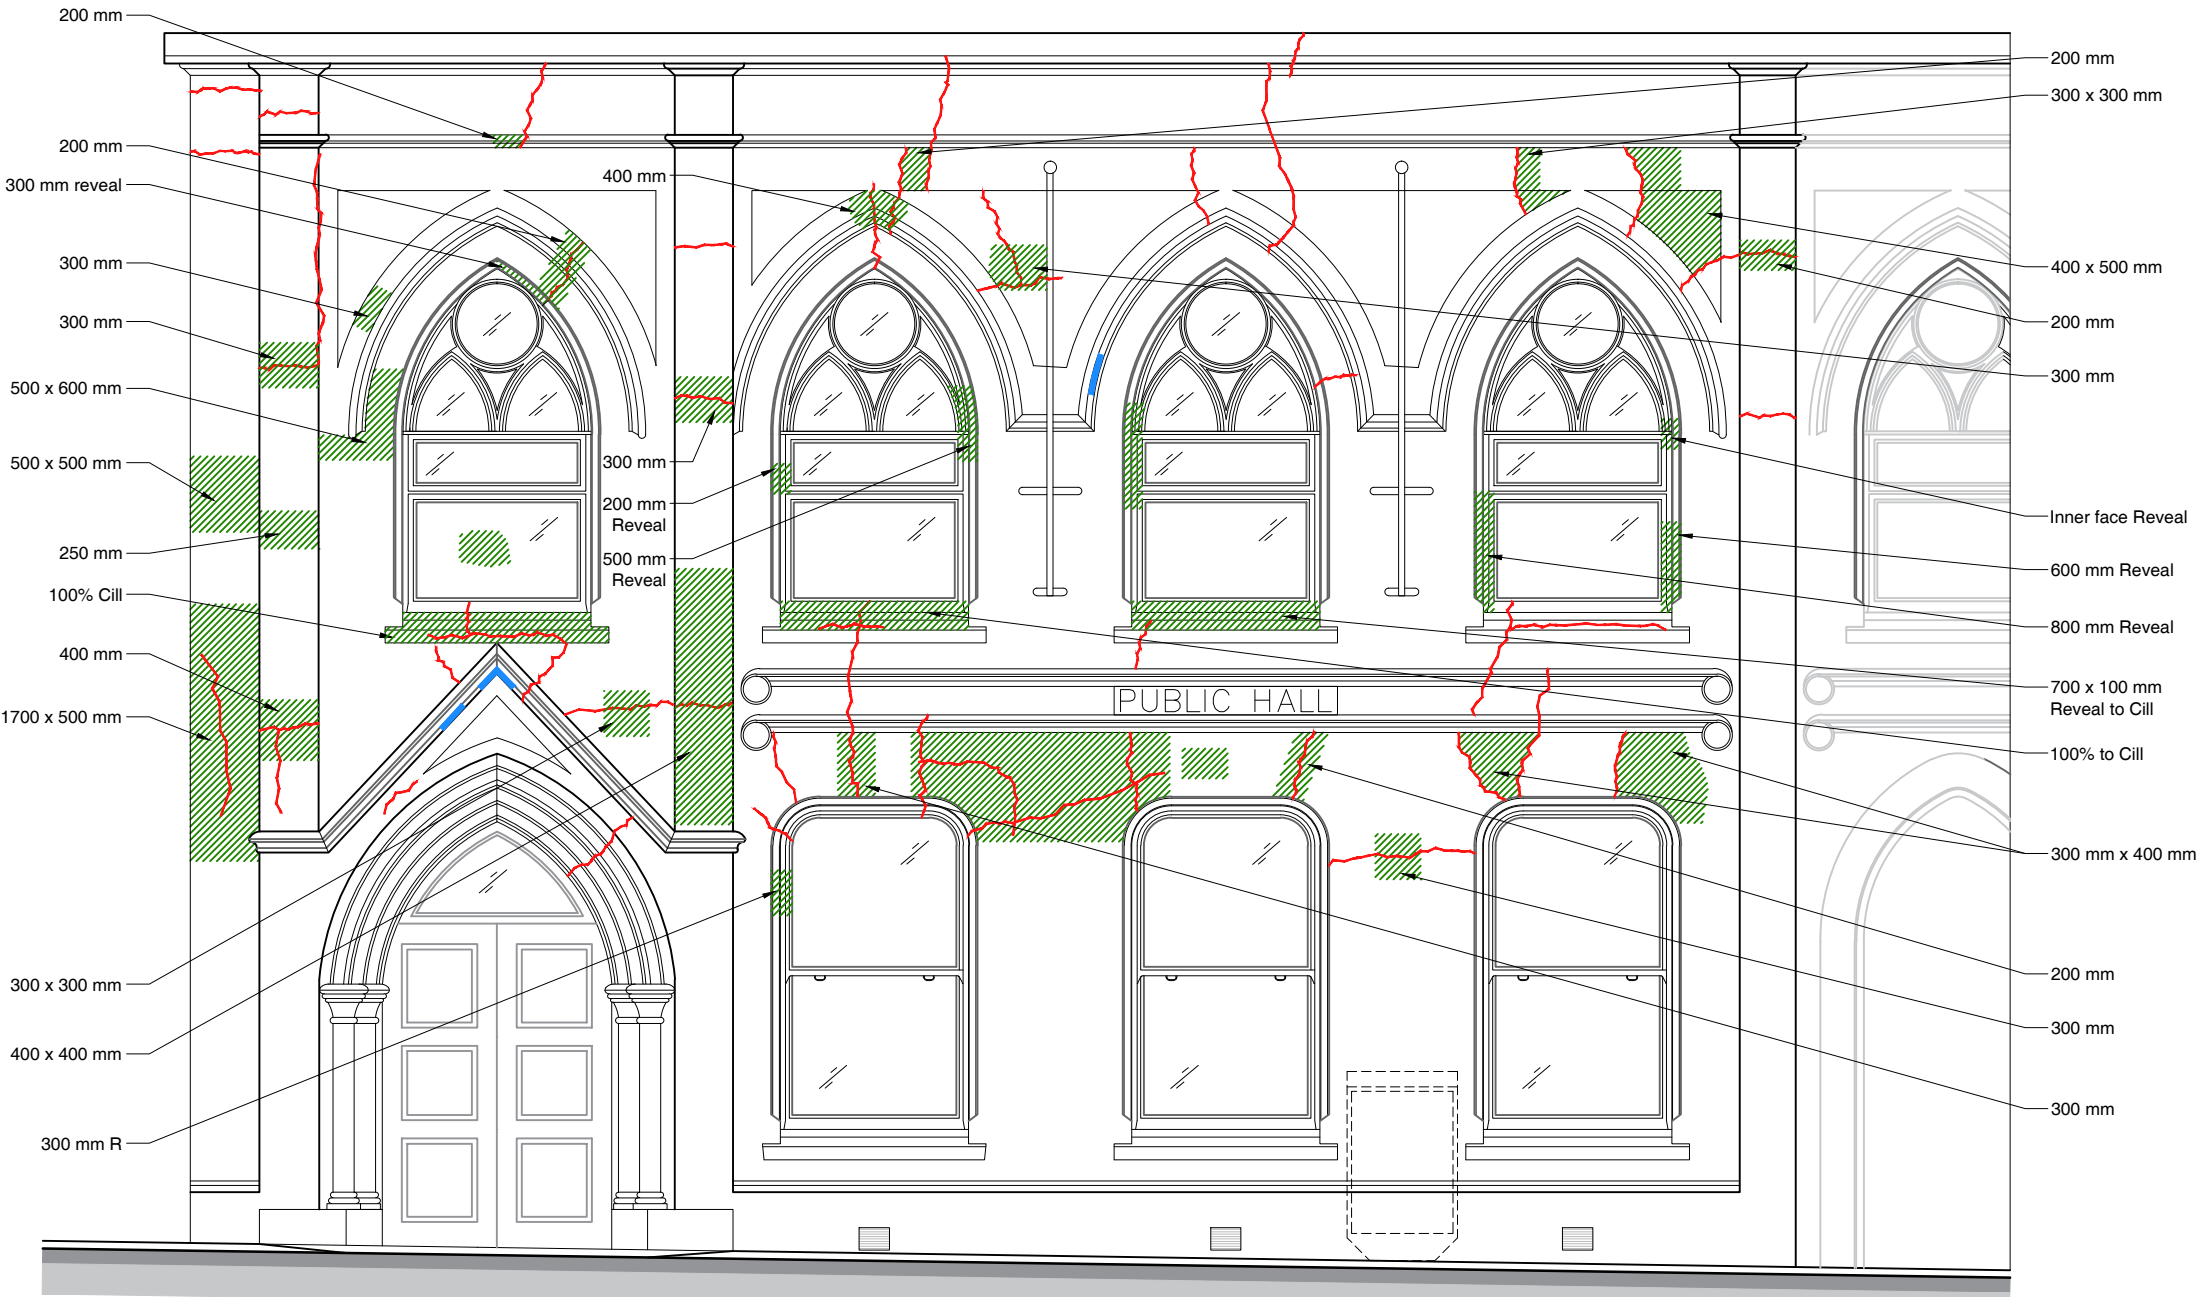 200 mm
200 mm
300 mm reveal
300 mm
300 mm
500 x 600 mm
500 x 500 mm
250 mm
100% Cill
400 mm
1700 x 500 mm
300 x 300 mm
400 x 400 mm
300 mm R
400 mm
300 mm
200 mm
Reveal
500 mm
Reveal
PUBLIC HALL
200 mm
300 x 300 mm
400 x 500 mm
200 mm
300 mm
Inner face Reveal
600 mm Reveal
800 mm Reveal
700 x 100 mm
Reveal to Cill
100% to Cill
300 mm x 400 mm
200 mm
300 mm
300 mm